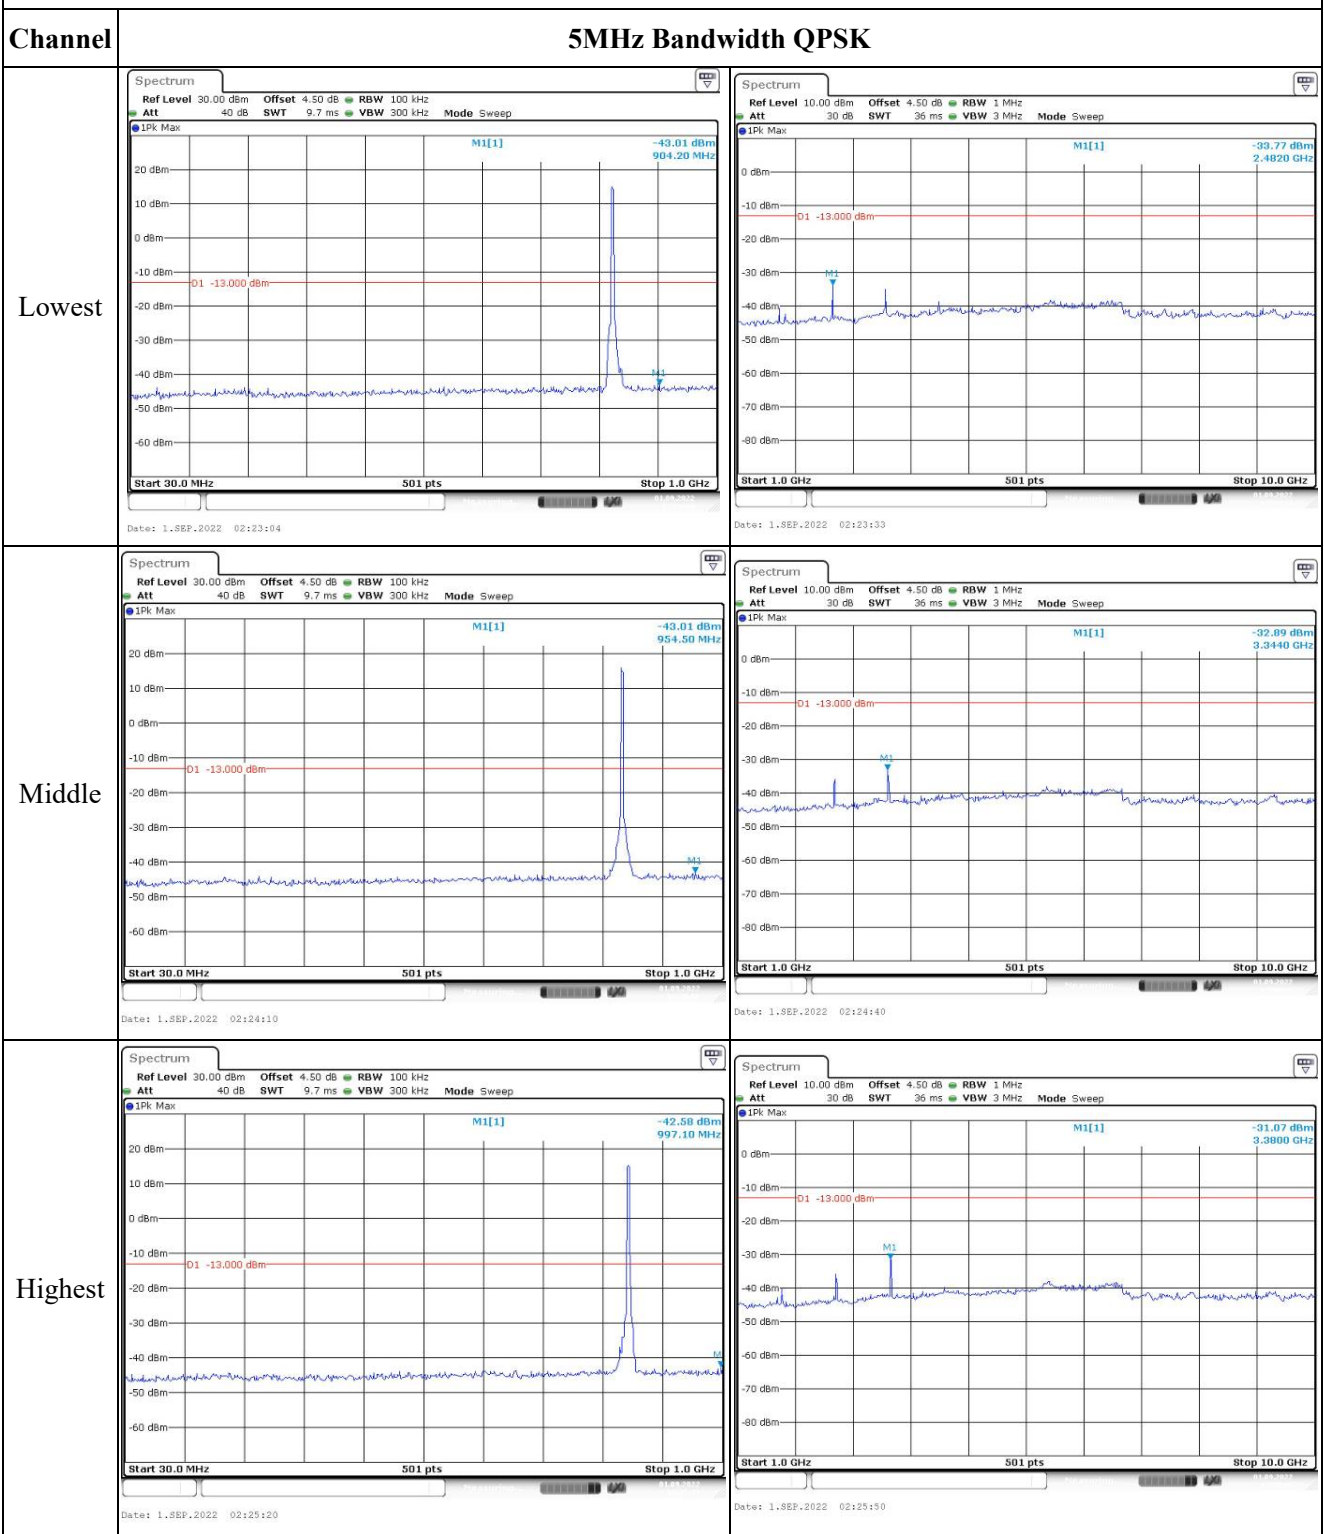 Channel 5MHz Bandwidth QPSK
Lowest
Spectrum
Ref Level 30.00 dBm Offset 4.50 dB RBW 100 kHz
Att 40 dB SWT 9.7 ms VBW 300 kHz Mode Sweep
1Pk Max
M1[1] -43.01 dBm
904.20 MHz
20 dBm
10 dBm
0 dBm
-10 dBm
D1 -13.000 dBm
-20 dBm
-30 dBm
-40 dBm
M1
-50 dBm
-60 dBm
Start 30.0 MHz 501 pts Stop 1.0 GHz
Date: 1.SEP.2022 02:23:04
Spectrum
Ref Level 10.00 dBm Offset 4.50 dB RBW 1 MHz
Att 30 dB SWT 36 ms VBW 3 MHz Mode Sweep
1Pk Max
M1[1] -33.77 dBm
2.4820 GHz
0 dBm
-10 dBm
D1 -13.000 dBm
-20 dBm
-30 dBm
M1
-40 dBm
-50 dBm
-60 dBm
-70 dBm
-80 dBm
Start 1.0 GHz 501 pts Stop 10.0 GHz
Date: 1.SEP.2022 02:23:33
Middle
Spectrum
Ref Level 30.00 dBm Offset 4.50 dB RBW 100 kHz
Att 40 dB SWT 9.7 ms VBW 300 kHz Mode Sweep
1Pk Max
M1[1] -43.01 dBm
954.50 MHz
20 dBm
10 dBm
0 dBm
-10 dBm
D1 -13.000 dBm
-20 dBm
-30 dBm
-40 dBm
M1
-50 dBm
-60 dBm
Start 30.0 MHz 501 pts Stop 1.0 GHz
Date: 1.SEP.2022 02:24:10
Spectrum
Ref Level 10.00 dBm Offset 4.50 dB RBW 1 MHz
Att 30 dB SWT 36 ms VBW 3 MHz Mode Sweep
1Pk Max
M1[1] -32.89 dBm
3.3440 GHz
0 dBm
-10 dBm
D1 -13.000 dBm
-20 dBm
-30 dBm
M1
-40 dBm
-50 dBm
-60 dBm
-70 dBm
-80 dBm
Start 1.0 GHz 501 pts Stop 10.0 GHz
Date: 1.SEP.2022 02:24:40
Highest
Spectrum
Ref Level 30.00 dBm Offset 4.50 dB RBW 100 kHz
Att 40 dB SWT 9.7 ms VBW 300 kHz Mode Sweep
1Pk Max
M1[1] -42.58 dBm
997.10 MHz
20 dBm
10 dBm
0 dBm
-10 dBm
D1 -13.000 dBm
-20 dBm
-30 dBm
-40 dBm
M
-50 dBm
-60 dBm
Start 30.0 MHz 501 pts Stop 1.0 GHz
Date: 1.SEP.2022 02:25:20
Spectrum
Ref Level 10.00 dBm Offset 4.50 dB RBW 1 MHz
Att 30 dB SWT 36 ms VBW 3 MHz Mode Sweep
1Pk Max
M1[1] -31.07 dBm
3.3800 GHz
0 dBm
-10 dBm
D1 -13.000 dBm
-20 dBm
M1
-30 dBm
-40 dBm
-50 dBm
-60 dBm
-70 dBm
-80 dBm
Start 1.0 GHz 501 pts Stop 10.0 GHz
Date: 1.SEP.2022 02:25:50